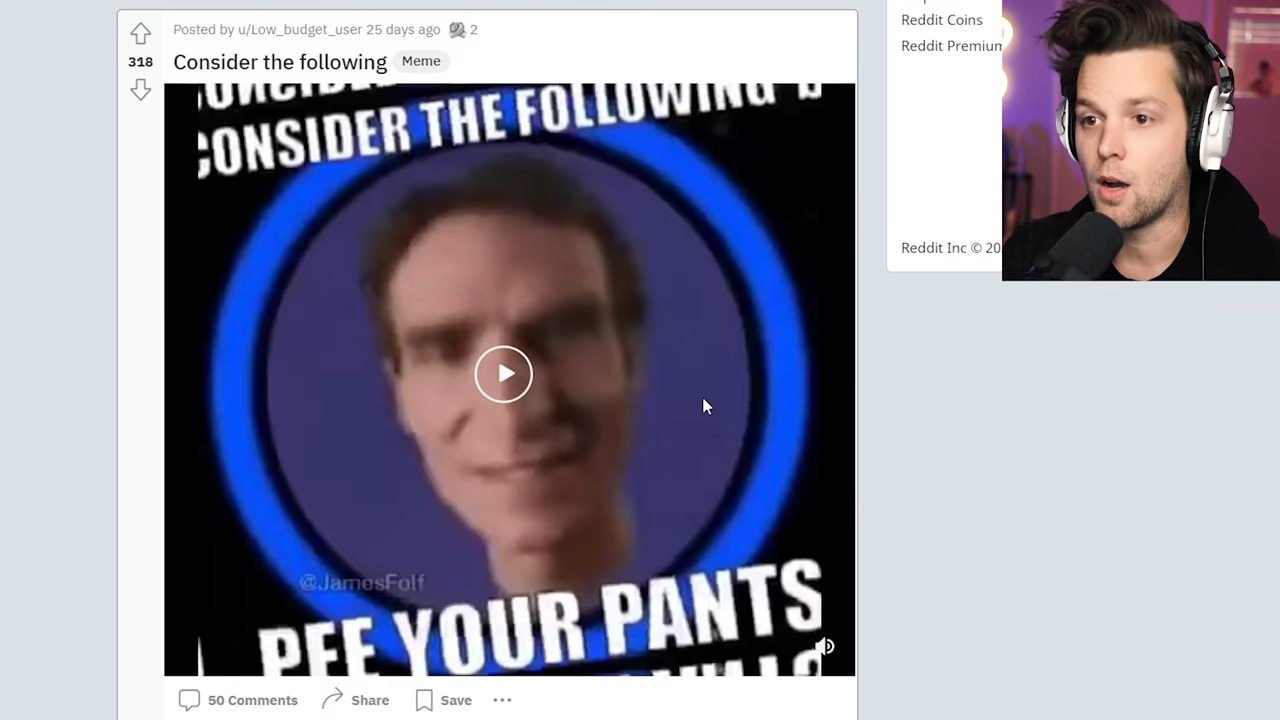 Reddit Coins
Posted by u/Low_budget_user 25 days ago 2
Reddit Premium
318
Consider the following Meme
CONSIDER THE FOLLOWING
@JamesFolf
PEE YOUR PANTS
Reddit Inc © 20
50 Comments Share Save